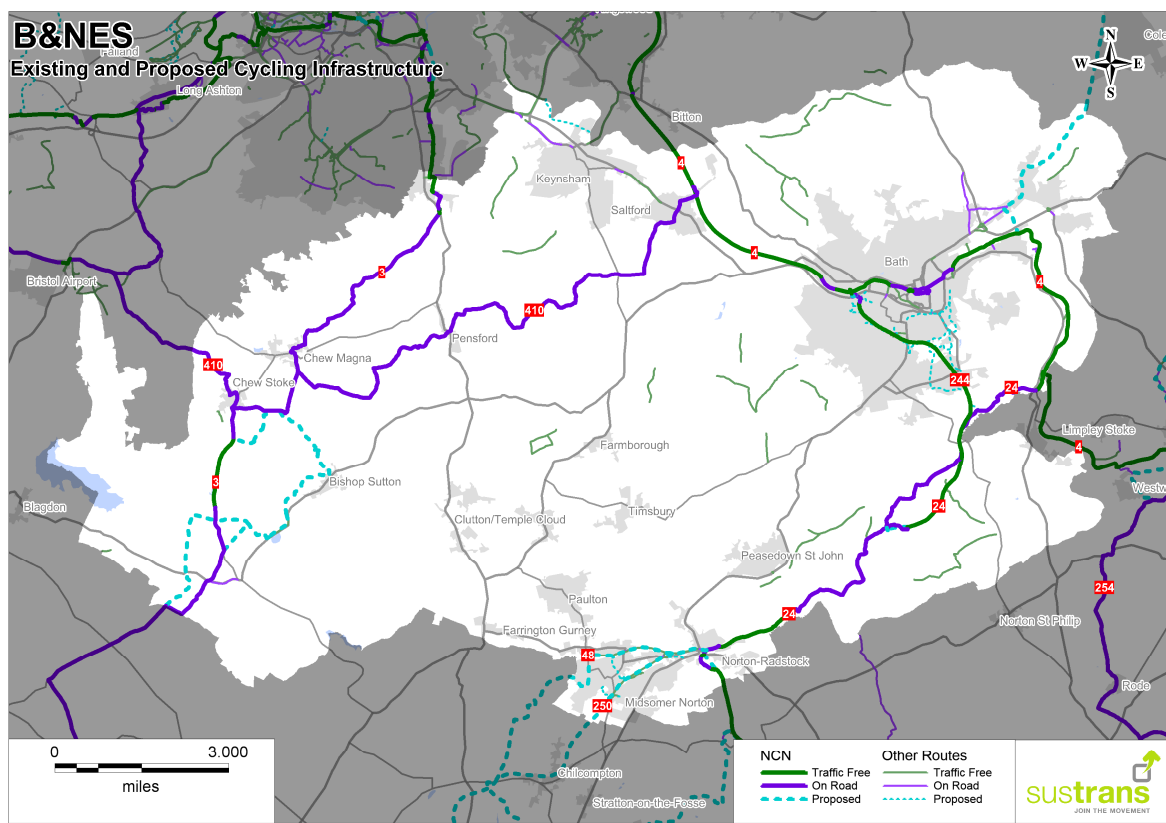 B&NES
Failand
Existing and Proposed Cycling Infrastructure
Long Ashton
N
W E
S
Bitton
4
Keynsham
Saltford
4
Bath
3
4
Bristol Airport
410
Pensford
Chew Magna
410
Chew Stoke
244
24
Limpley Stoke
4
Farmborough
3
Bishop Sutton
Blagdon
Westw
Timsbury
24
Clutton/Temple Cloud
Peasedown St John
254
Paulton
24
Norton St Philip
Farrington Gurney
48
Norton-Radstock
Rode
250
Midsomer Norton
Chilcompton
Stratton-on-the-Fosse
0 3.000
miles
NCN Other Routes
Traffic Free Traffic Free
On Road On Road
Proposed Proposed
sustrans
JOIN THE MOVEMENT